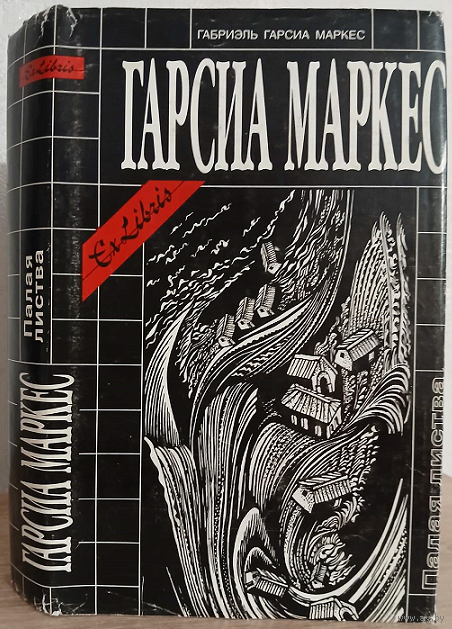 ГАБРИЭЛЬ ГАРСИА МАРКЕС
ГАРСИА МАРКЕС
ExLibris
Палая листва
ExLibris
Палая
листва
ГАРСИА МАРКЕС